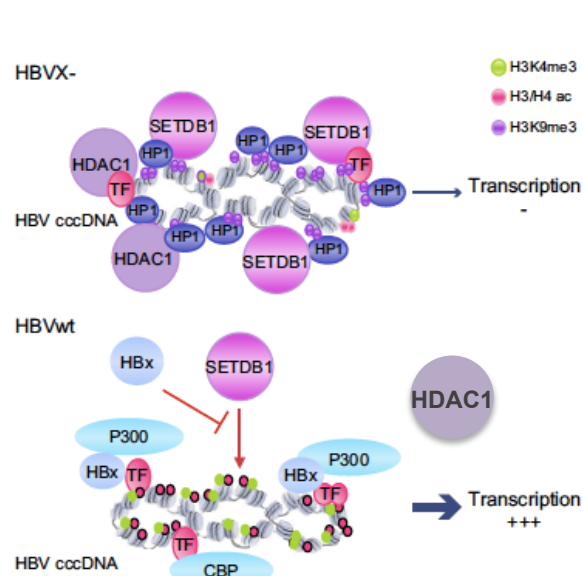 HBVX-
H3K4me3
H3/H4 ac
H3K9me3
SETDB1
SETDB1
HDAC1
HP1
HP1
HP1
TF
TF
HP1
HP1
HBV cccDNA
HP1
HP1
HP1
HDAC1
SETDB1
Transcription
-
HBVwt
HBx
SETDB1
HDAC1
P300
P300
HBx
TF
HBx
TF
TF
CBP
HBV cccDNA
Transcription
+++